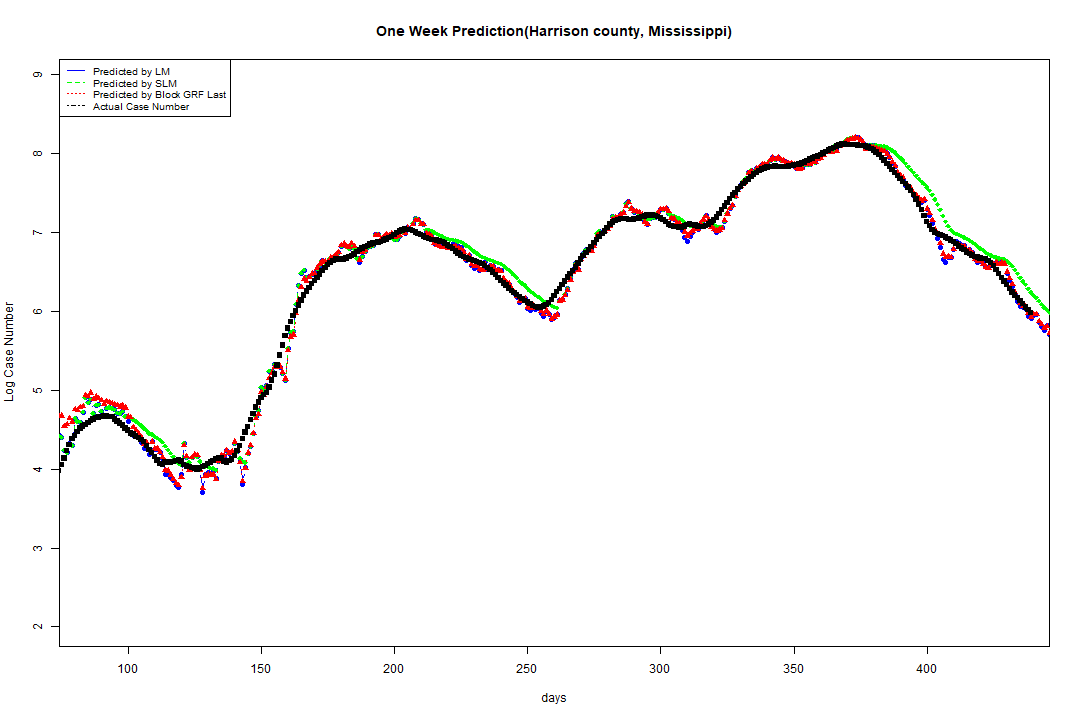 One Week Prediction(Harrison county, Mississippi)
Predicted by LM
Predicted by SLM
Predicted by Block GRF Last
Actual Case Number
9
8
7
6
5
4
3
2
Log Case Number
100 150 200 250 300 350 400
days